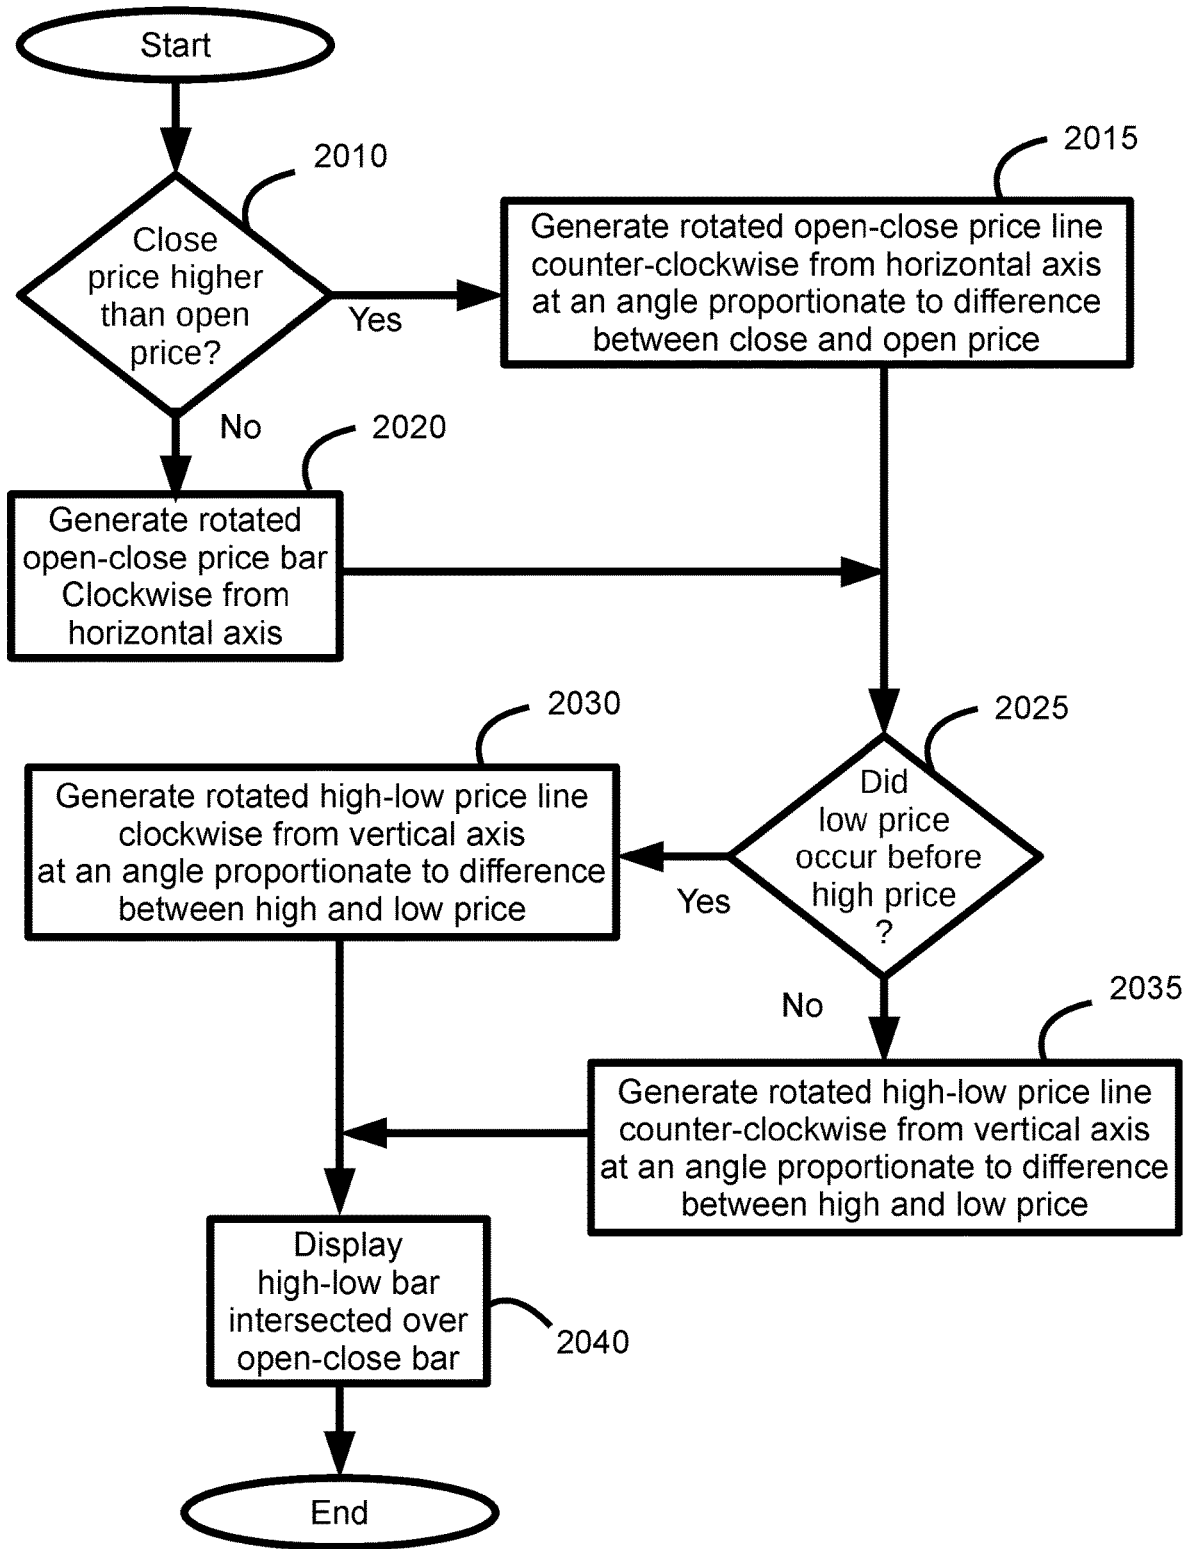 Start
2010
Close
price higher
than open
price?
Yes
No
2015
Generate rotated open-close price line
counter-clockwise from horizontal axis
at an angle proportionate to difference
between close and open price
2020
Generate rotated
open-close price bar
Clockwise from
horizontal axis
2025
Did
low price
occur before
high price
?
Yes
No
2030
Generate rotated high-low price line
clockwise from vertical axis
at an angle proportionate to difference
between high and low price
2035
Generate rotated high-low price line
counter-clockwise from vertical axis
at an angle proportionate to difference
between high and low price
Display
high-low bar
intersected over
open-close bar
2040
End